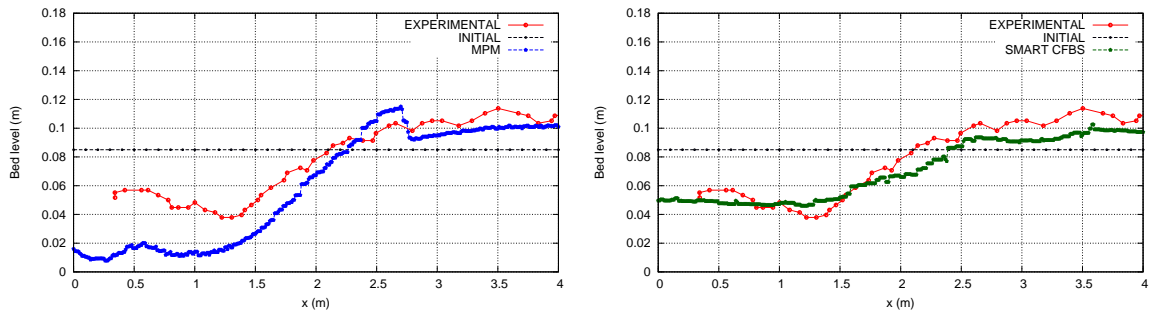 0.18
0.16
0.14
0.12
0.1
0.08
0.06
0.04
0.02
0
Bed level (m)
EXPERIMENTAL
INITIAL
MPM
0 0.5 1 1.5 2 2.5 3 3.5 4
x (m)
0.18
0.16
0.14
0.12
0.1
0.08
0.06
0.04
0.02
0
Bed level (m)
EXPERIMENTAL
INITIAL
SMART CFBS
0 0.5 1 1.5 2 2.5 3 3.5 4
x (m)